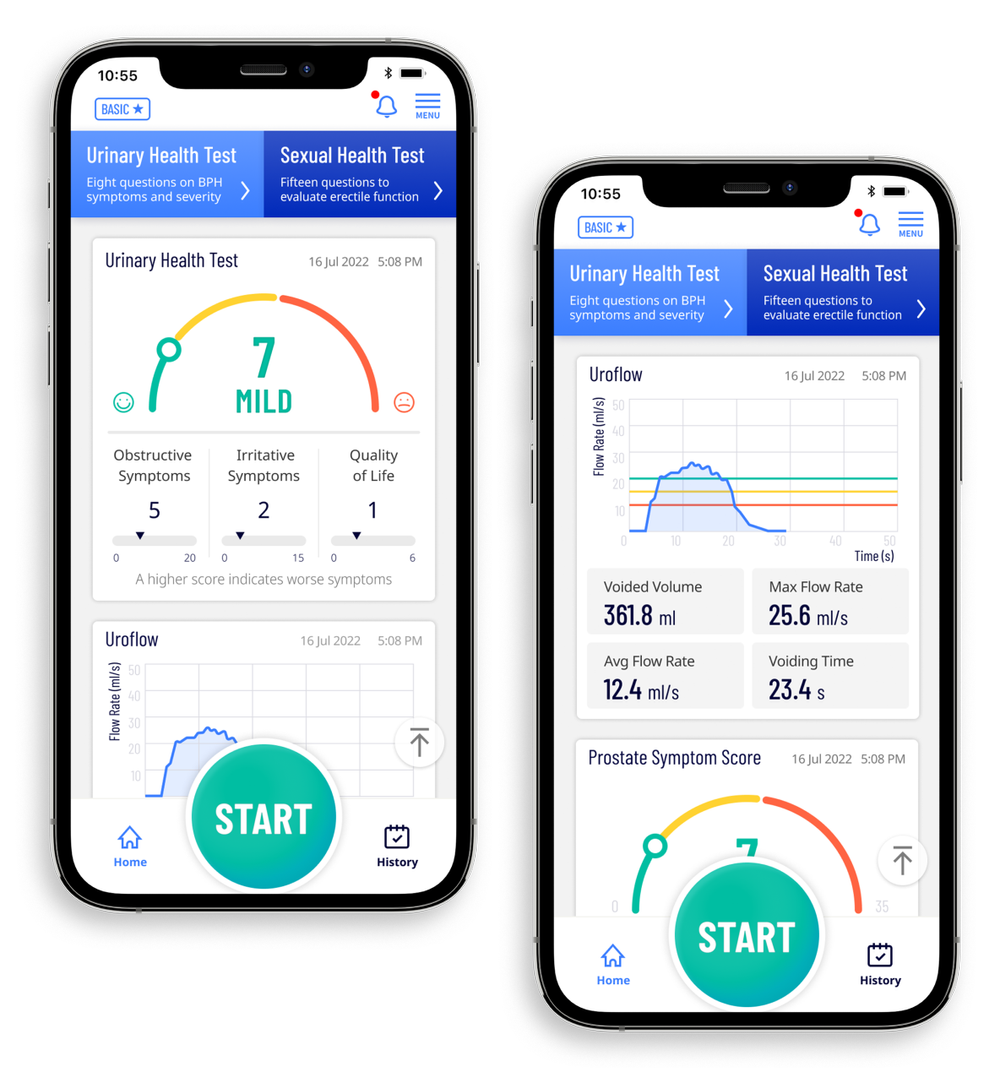 10:55
BASIC ★
MENU
Urinary Health Test
Eight questions on BPH
symptoms and severity
Sexual Health Test
Fifteen questions to
evaluate erectile function
Urinary Health Test 16 Jul 2022 5:08 PM
7
MILD
Obstructive
Symptoms
5
0 20
Irritative
Symptoms
2
0 15
Quality
of Life
1
0 6
A higher score indicates worse symptoms
Uroflow 16 Jul 2022 5:08 PM
Flow Rate (ml/s)
50
40
30
20
10
START
Home
History
10:55
BASIC ★
MENU
Urinary Health Test
Eight questions on BPH
symptoms and severity
Sexual Health Test
Fifteen questions to
evaluate erectile function
Uroflow 16 Jul 2022 5:08 PM
Flow Rate (ml/s)
50
40
30
20
10
0 10 20 30 40 50
Time (s)
Voided Volume
361.8 ml
Max Flow Rate
25.6 ml/s
Avg Flow Rate
12.4 ml/s
Voiding Time
23.4 s
Prostate Symptom Score 16 Jul 2022 5:08 PM
7
0 35
START
Home
History